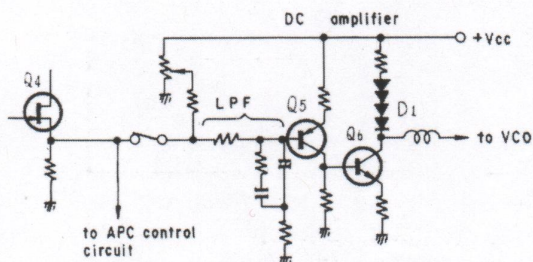 DC amplifier
+Vcc
Q4
LPF
Q5
D1
Q6
to VCO
to APC control
circuit